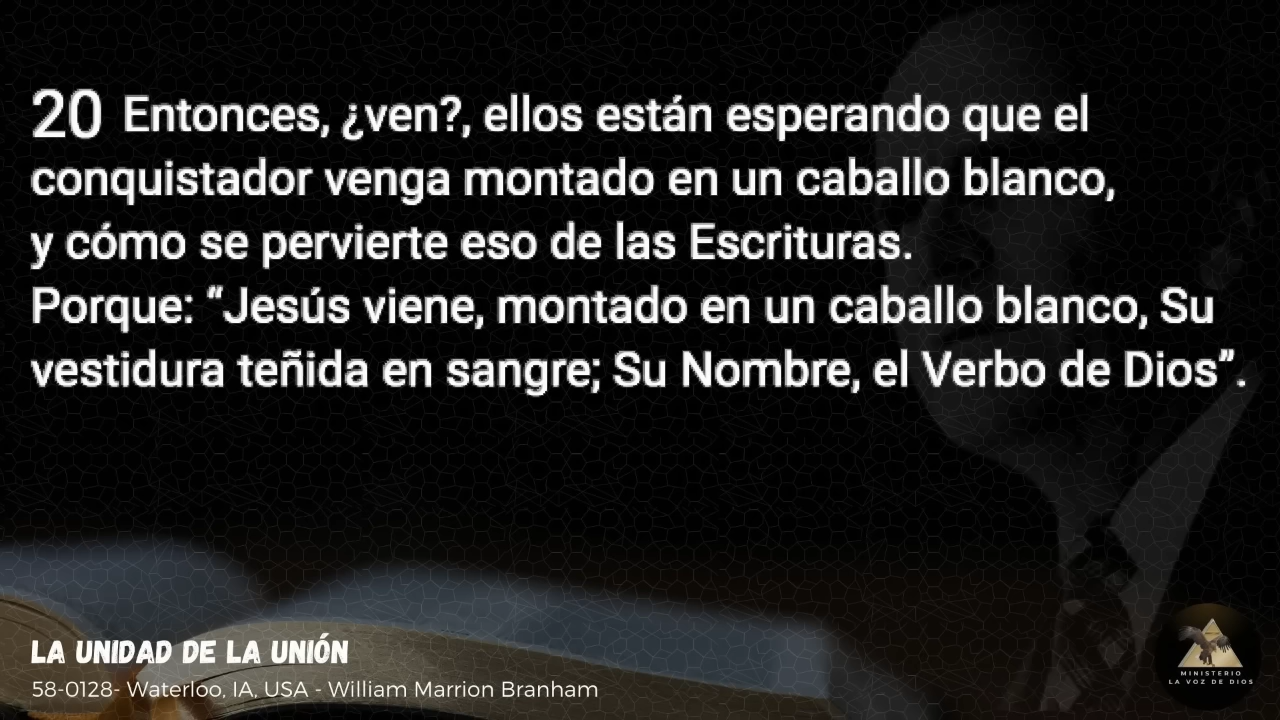 20 Entonces, ¿ven?, ellos están esperando que el
conquistador venga montado en un caballo blanco,
y cómo se pervierte eso de las Escrituras.
Porque: “Jesús viene, montado en un caballo blanco, Su
vestidura teñida en sangre; Su Nombre, el Verbo de Dios”.
LA UNIDAD DE LA UNIÓN
58-0128- Waterloo, IA, USA - William Marrion Branham
MINISTERIO
LA VOZ DE DIOS